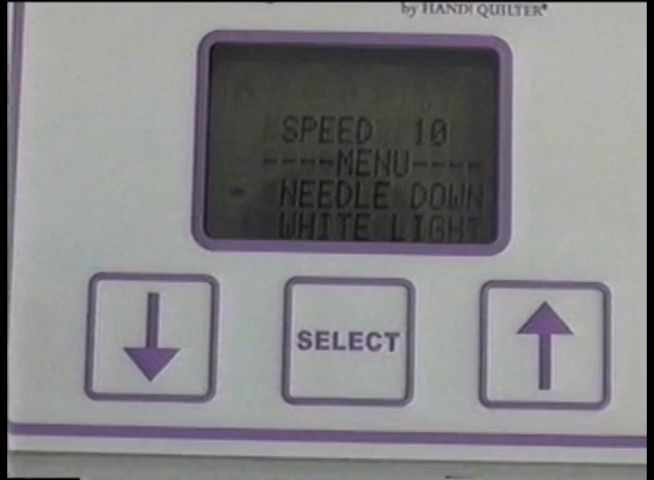 by HANDI QUILTER®
SPEED 10
----MENU----
NEEDLE DOWN
WHITE LIGHT
SELECT